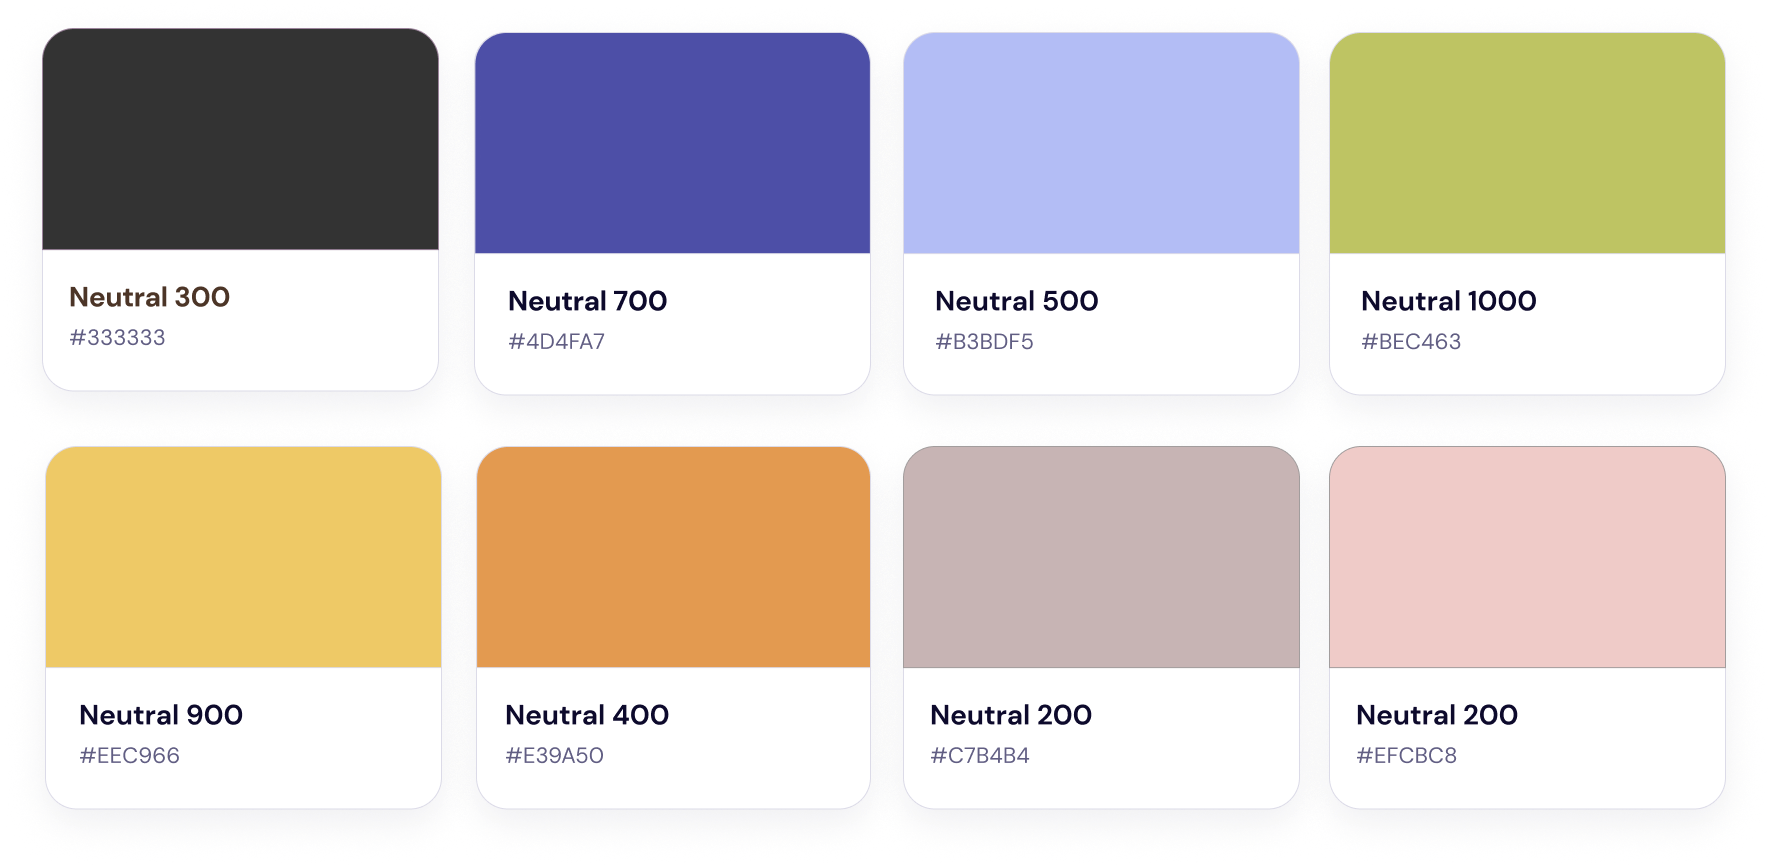 Neutral 300
#333333
Neutral 700
#4D4FA7
Neutral 500
#B3BDF5
Neutral 1000
#BEC463
Neutral 900
#EEC966
Neutral 400
#E39A50
Neutral 200
#C7B4B4
Neutral 200
#EFCBC8